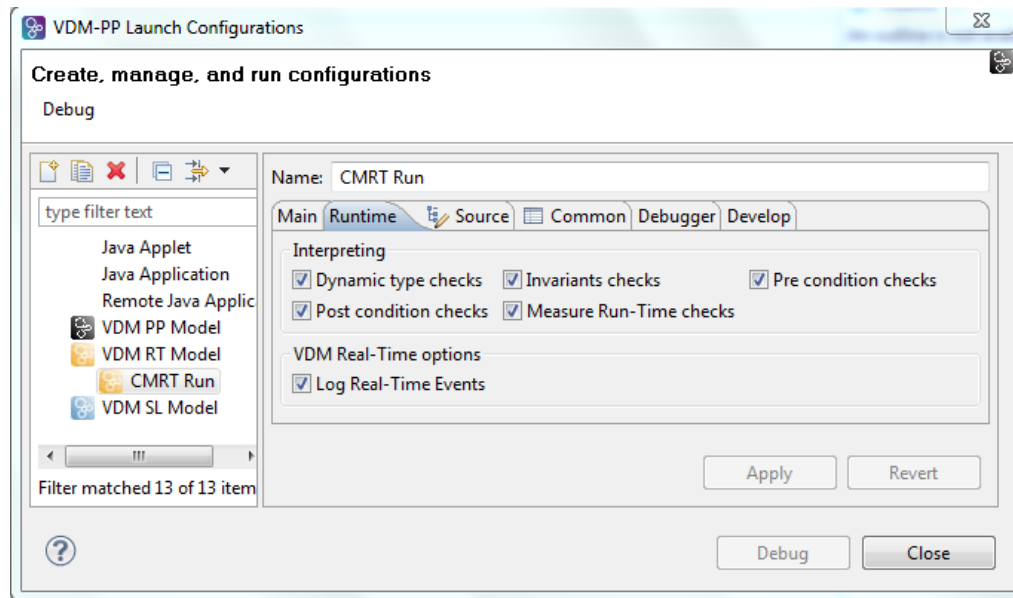 VDM-PP Launch Configurations
Create, manage, and run configurations
Debug
type filter text
Java Applet
Java Application
Remote Java Applic
VDM PP Model
VDM RT Model
CMRT Run
VDM SL Model
Filter matched 13 of 13 item
Name: CMRT Run
Main Runtime Source Common Debugger Develop
Interpreting
Dynamic type checks Invariants checks Pre condition checks
Post condition checks Measure Run-Time checks
VDM Real-Time options
Log Real-Time Events
Apply Revert
? Debug Close